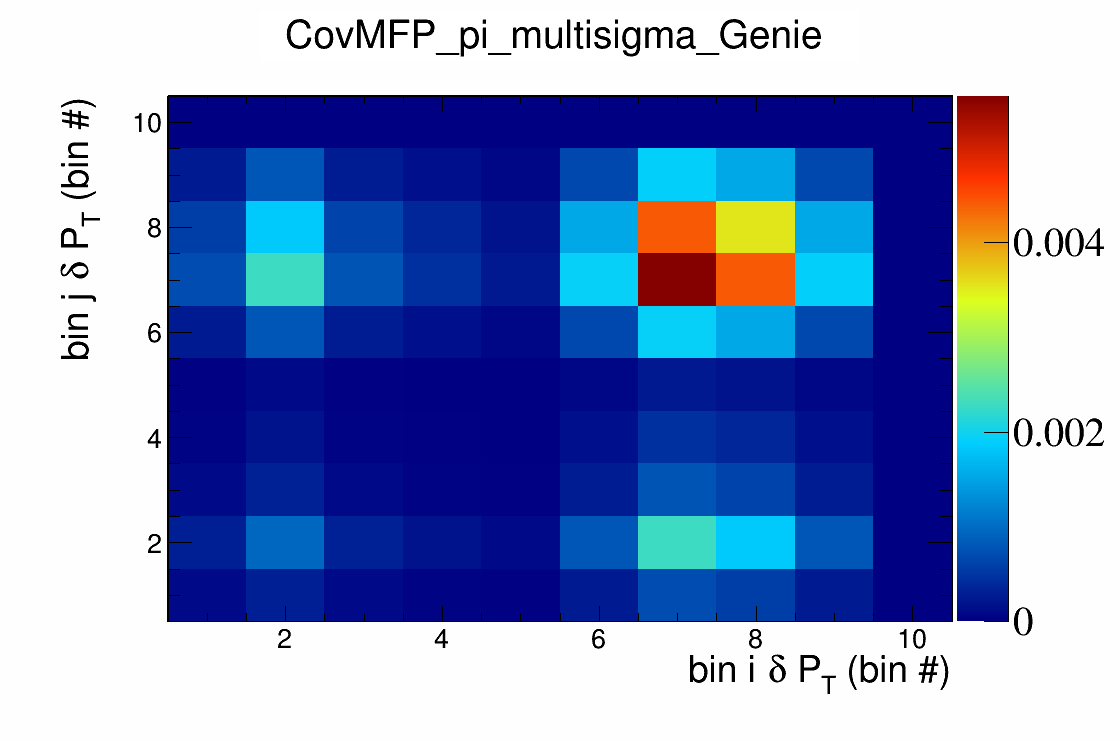 CovMFP_pi_multisigma_Genie
bin j δ P_T (bin #)
10
8
6
4
2
2 4 6 8 10
bin i δ P_T (bin #)
0.004
0.002
0